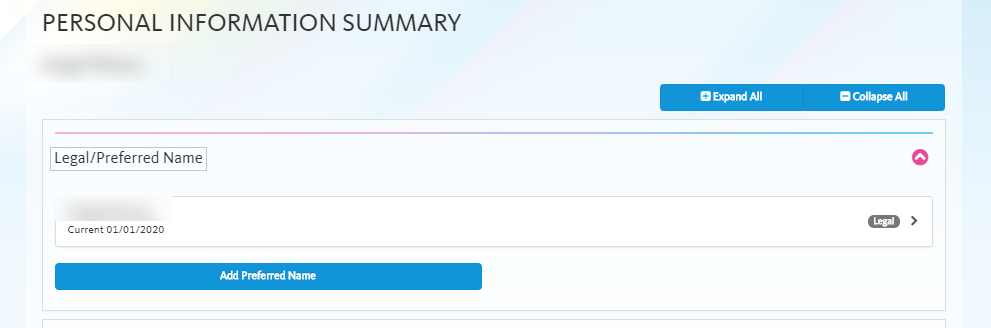 PERSONAL INFORMATION SUMMARY
Expand All Collapse All
Legal/Preferred Name
Current 01/01/2020 Legal
Add Preferred Name